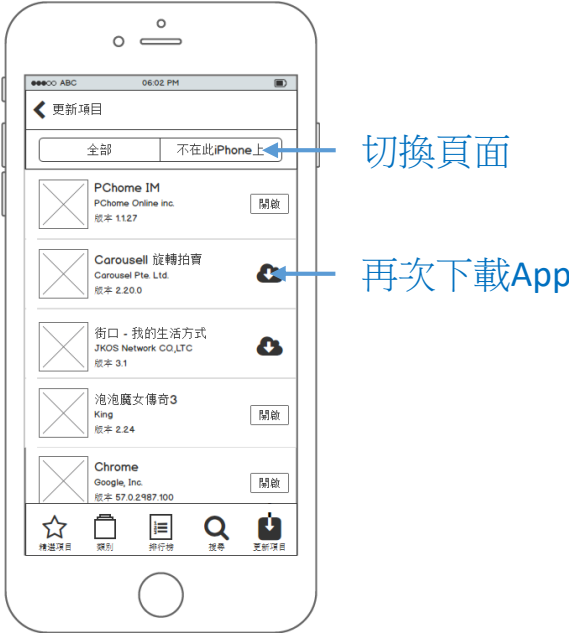 ABC
06:02 PM
更新項目
全部
不在此iPhone上
切換頁面
PChome IM
PChome Online inc.
版本 1.1.27
開啟
Carousell 旋轉拍賣
Carousel Pte. Ltd.
版本 2.20.0
再次下載App
街口 - 我的生活方式
JKOS Network CO,.LTC
版本 3.1
泡泡魔女傳奇3
King
版本 2.24
開啟
Chrome
Google, Inc.
版本 57.0.2987.100
開啟
精選項目
類別
排行榜
搜尋
更新項目